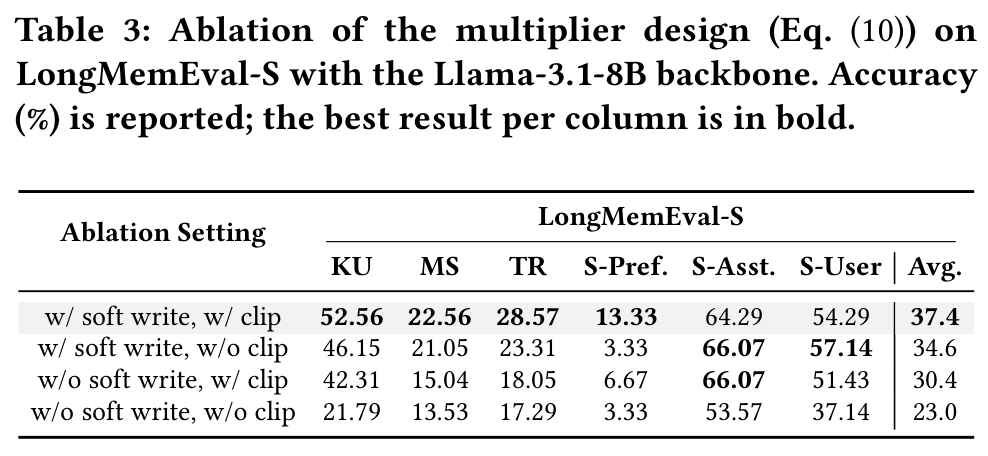 Table 3: Ablation of the multiplier design (Eq. (10)) on
LongMemEval-S with the Llama-3.1-8B backbone. Accuracy
(%) is reported; the best result per column is in bold.
Ablation Setting LongMemEval-S
KU MS TR S-Pref. S-Asst. S-User Avg.
w/ soft write, w/ clip 52.56 22.56 28.57 13.33 64.29 54.29 37.4
w/ soft write, w/o clip 46.15 21.05 23.31 3.33 66.07 57.14 34.6
w/o soft write, w/ clip 42.31 15.04 18.05 6.67 66.07 51.43 30.4
w/o soft write, w/o clip 21.79 13.53 17.29 3.33 53.57 37.14 23.0